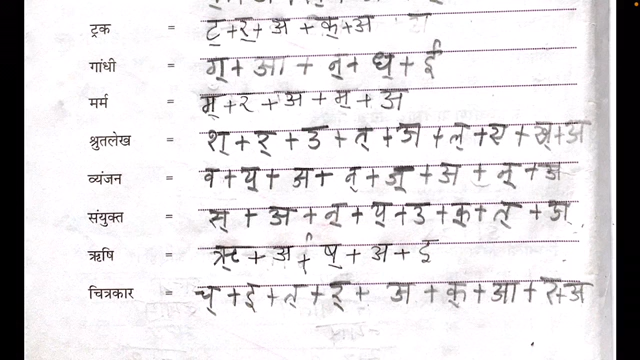 ट्रक = ट्+र्+अ+क्+अ
गांधी = ग्+आ+न्+ध्+ई
मर्म = म्+र+अ+म्+अ
श्रुतलेख = श्+र्+उ+त्+अ+ल्+ए+ख्+अ
व्यंजन = व+य्+अ+न्+ज्+अ+न्+अ
संयुक्त = स्+अ+न्+य्+उ+क्+त्+अ
ऋषि = ऋ+अ+ष्+अ+इ
चित्रकार = च्+इ+त्+र्+अ+क्+आ+र+अ